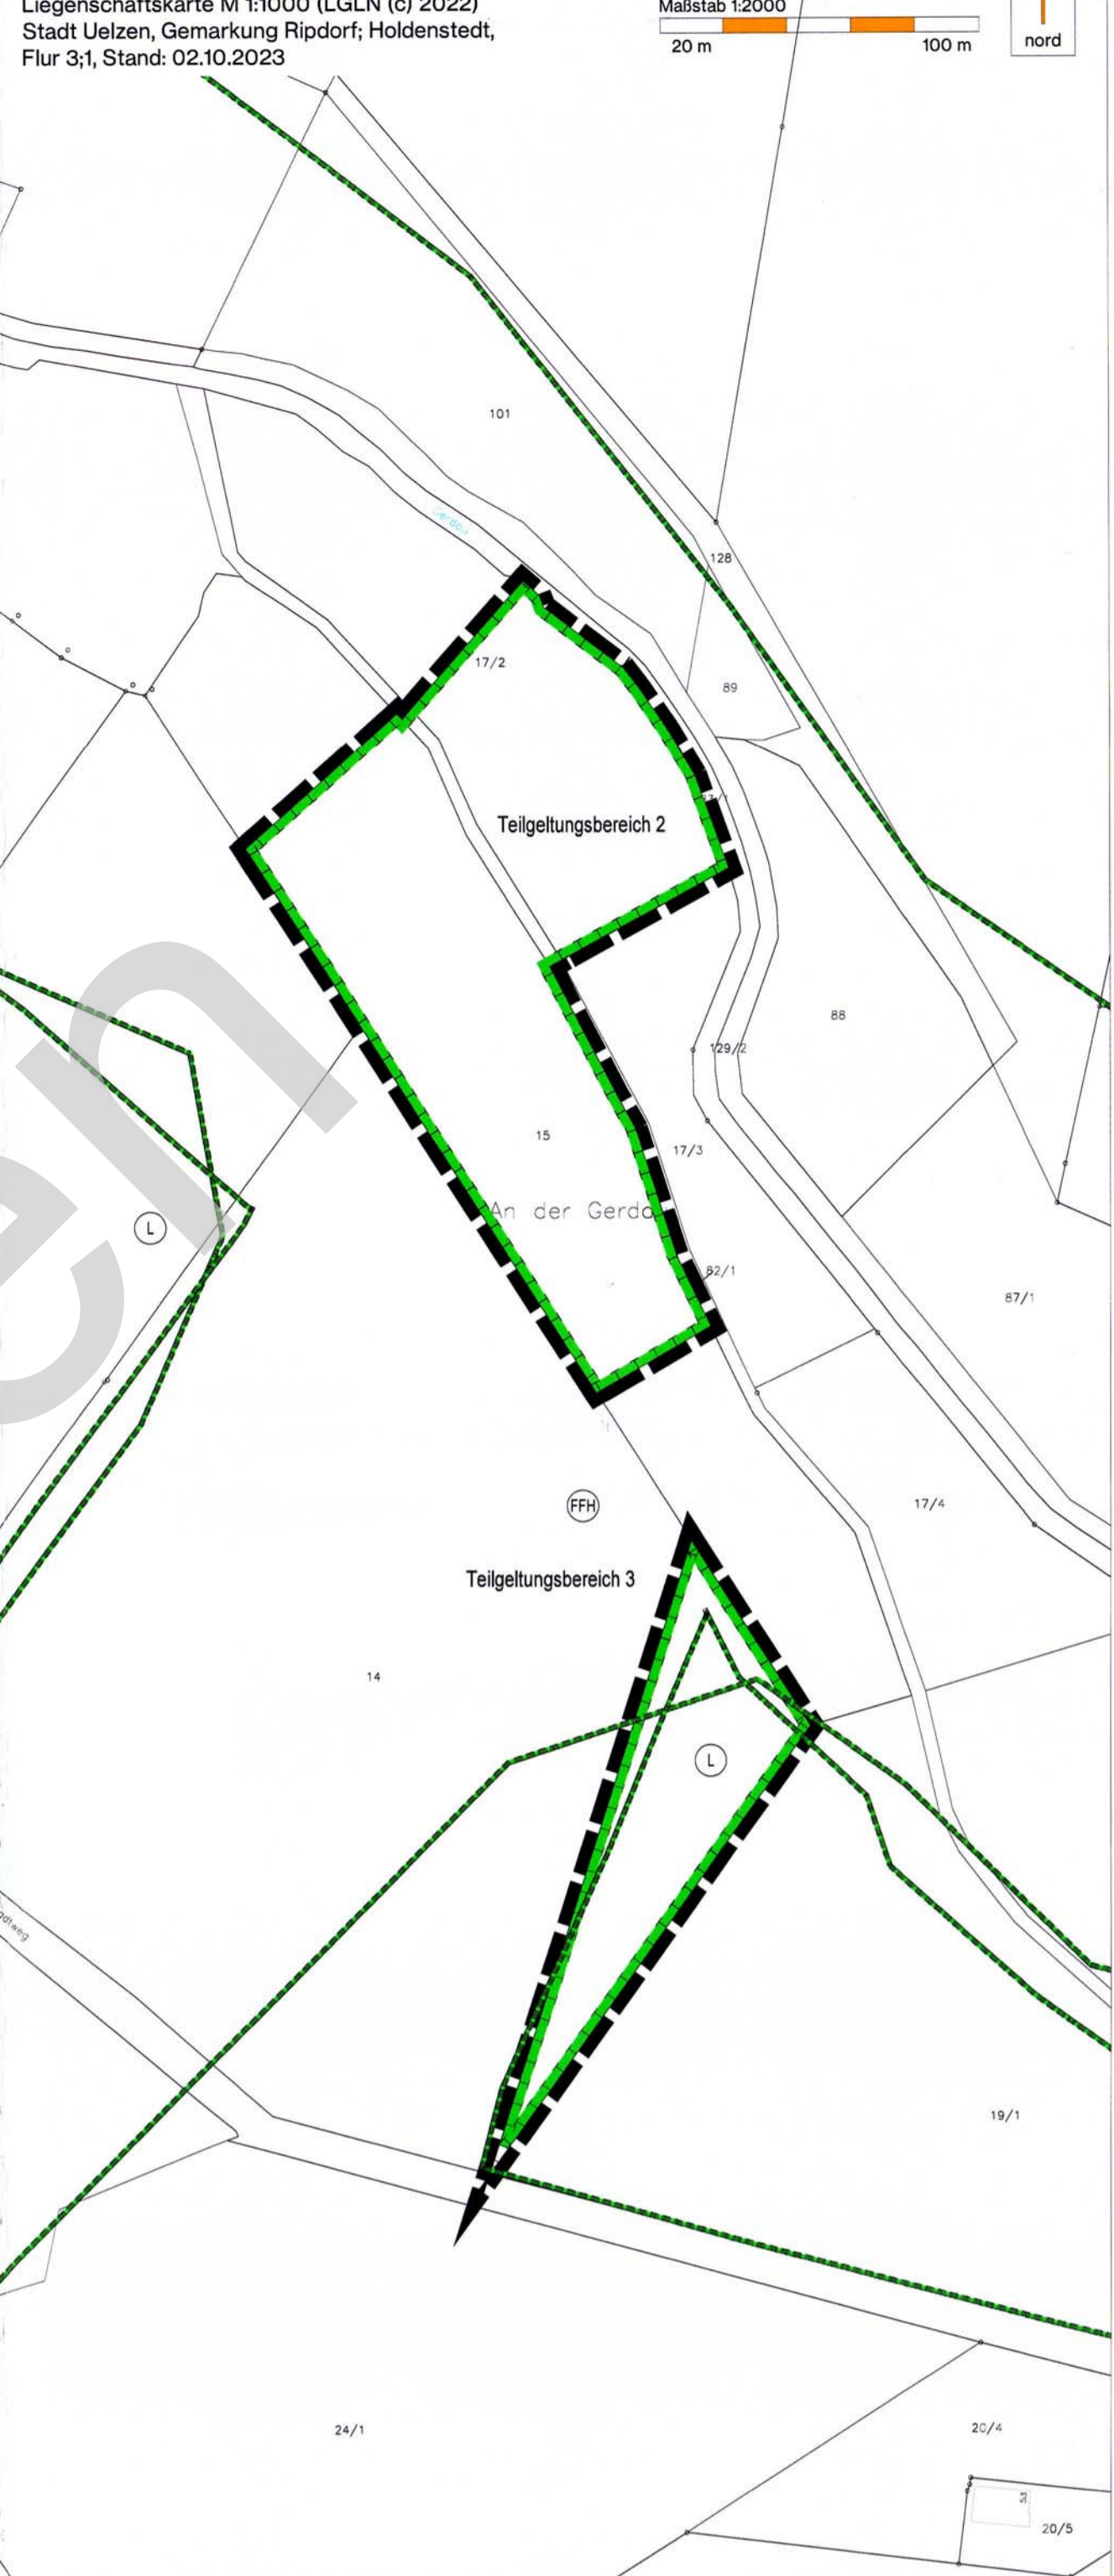 Liegenschaftskarte M 1:1000 (LGLN (c) 2022)
Stadt Uelzen, Gemarkung Ripdorf; Holdenstedt,
Flur 3;1, Stand: 02.10.2023
Maßstab 1:2000
20 m
100 m
nord
101
Gerdau
128
17/2
89
Teilgeltungsbereich 2
88
129/2
15
17/3
An der Gerda
L
82/1
87/1
FFH
17/4
Teilgeltungsbereich 3
14
L
19/1
24/1
20/4
53
20/5
en